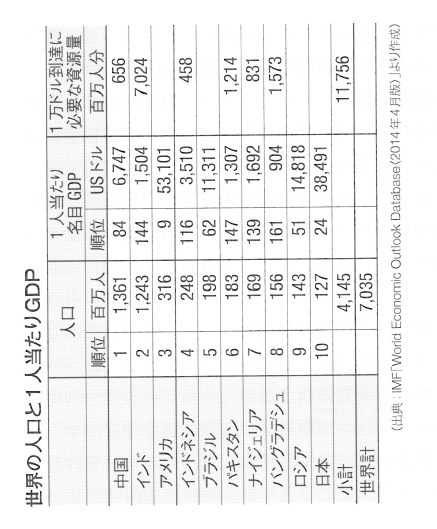 世界の人口と1人当たりGDP
人口 1人当たり名目GDP 1万ドル到達に必要な資源量
順位 百万人 順位 USドル 百万人分
中国 1 1,361 84 6,747 656
インド 2 1,243 144 1,504 7,024
アメリカ 3 316 9 53,101
インドネシア 4 248 116 3,510 458
ブラジル 5 198 62 11,311
パキスタン 6 183 147 1,307 1,214
ナイジェリア 7 169 139 1,692 831
バングラデシュ 8 156 161 904 1,573
ロシア 9 143 51 14,818
日本 10 127 24 38,491
小計 4,145 11,756
世界計 7,035
(出典:IMF「World Economic Outlook Database〈2014年4月版〉」より作成)